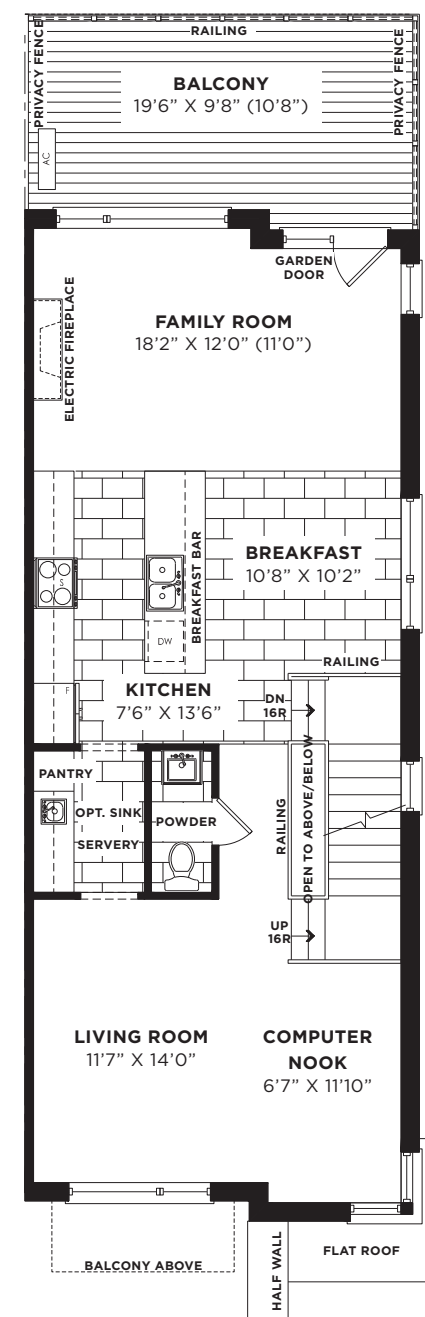 RAILING
PRIVACY FENCE
PRIVACY FENCE
BALCONY
19’6” X 9’8” (10’8”)
AC
GARDEN
DOOR
FAMILY ROOM
18’2” X 12’0” (11’0”)
ELECTRIC FIREPLACE
BREAKFAST BAR
BREAKFAST
10’8” X 10’2”
S
DW
RAILING
F
KITCHEN
7’6” X 13’6”
DN
16R
PANTRY
OPT. SINK
SERVERY
POWDER
RAILING
OPEN TO ABOVE/BELOW
UP
16R
LIVING ROOM
11’7” X 14’0”
COMPUTER
NOOK
6’7” X 11’10”
BALCONY ABOVE
HALF WALL
FLAT ROOF